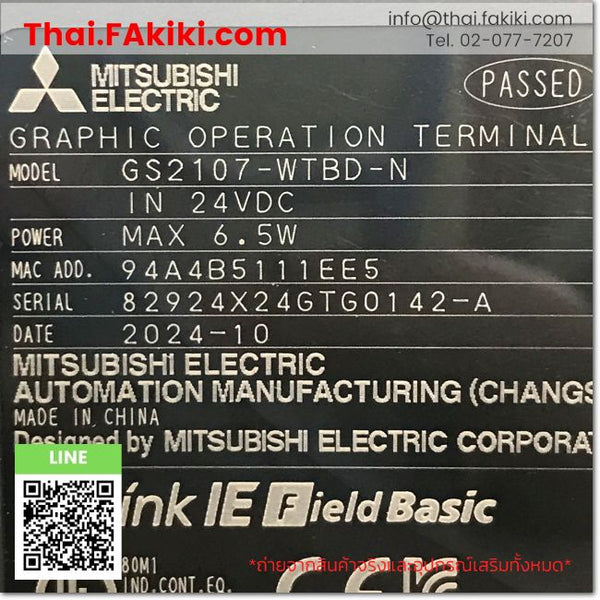 Thai.FAkiki.com
info@thai.fakiki.com
Tel. 02-077-7207
MITSUBISHI
ELECTRIC
PASSED
GRAPHIC OPERATION TERMINAL
MODEL GS2107-WTBD-N
IN 24VDC
POWER MAX 6.5W
MAC ADD. 94A4B5111EE5
SERIAL 82924X24GTG0142-A
DATE 2024-10
MITSUBISHI ELECTRIC
AUTOMATION MANUFACTURING (CHANGS
MADE IN CHINA
Designed by MITSUBISHI ELECTRIC CORPORA
LINE
ink IE Field Basic
80M1
IND.CONT.EQ.
CE
*ถ่ายจากสินค้าจริงและอุปกรณ์เสริมทั้งหมด*